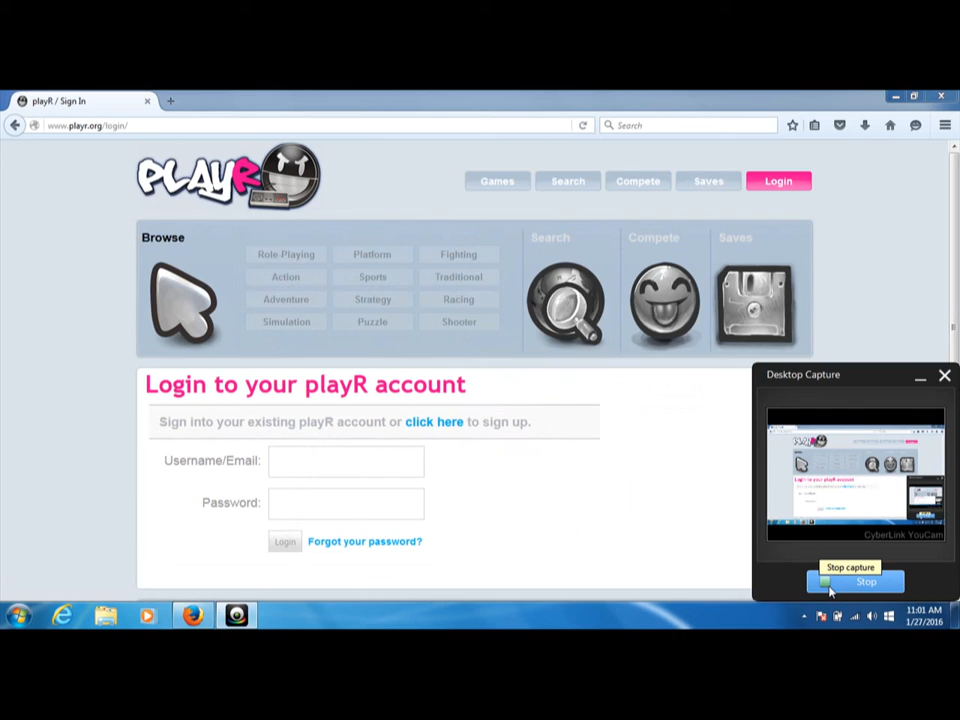 playR / Sign In
www.playr.org/login/
Search
PLAYR
Games
Search
Compete
Saves
Login
Browse
Role-Playing
Platform
Fighting
Action
Sports
Traditional
Adventure
Strategy
Racing
Simulation
Puzzle
Shooter
Search
Compete
Saves
Login to your playR account
Sign into your existing playR account or click here to sign up.
Username/Email:
Password:
Login
Forgot your password?
Desktop Capture
CyberLink YouCam
Stop capture
Stop
11:01 AM
1/27/2016